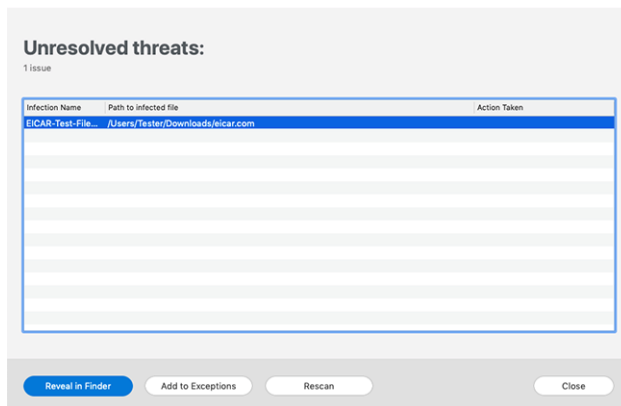 Unresolved threats:
1 issue
Infection Name Path to infected file Action Taken
EICAR-Test-File... /Users/Tester/Downloads/eicar.com
Reveal in Finder Add to Exceptions Rescan Close